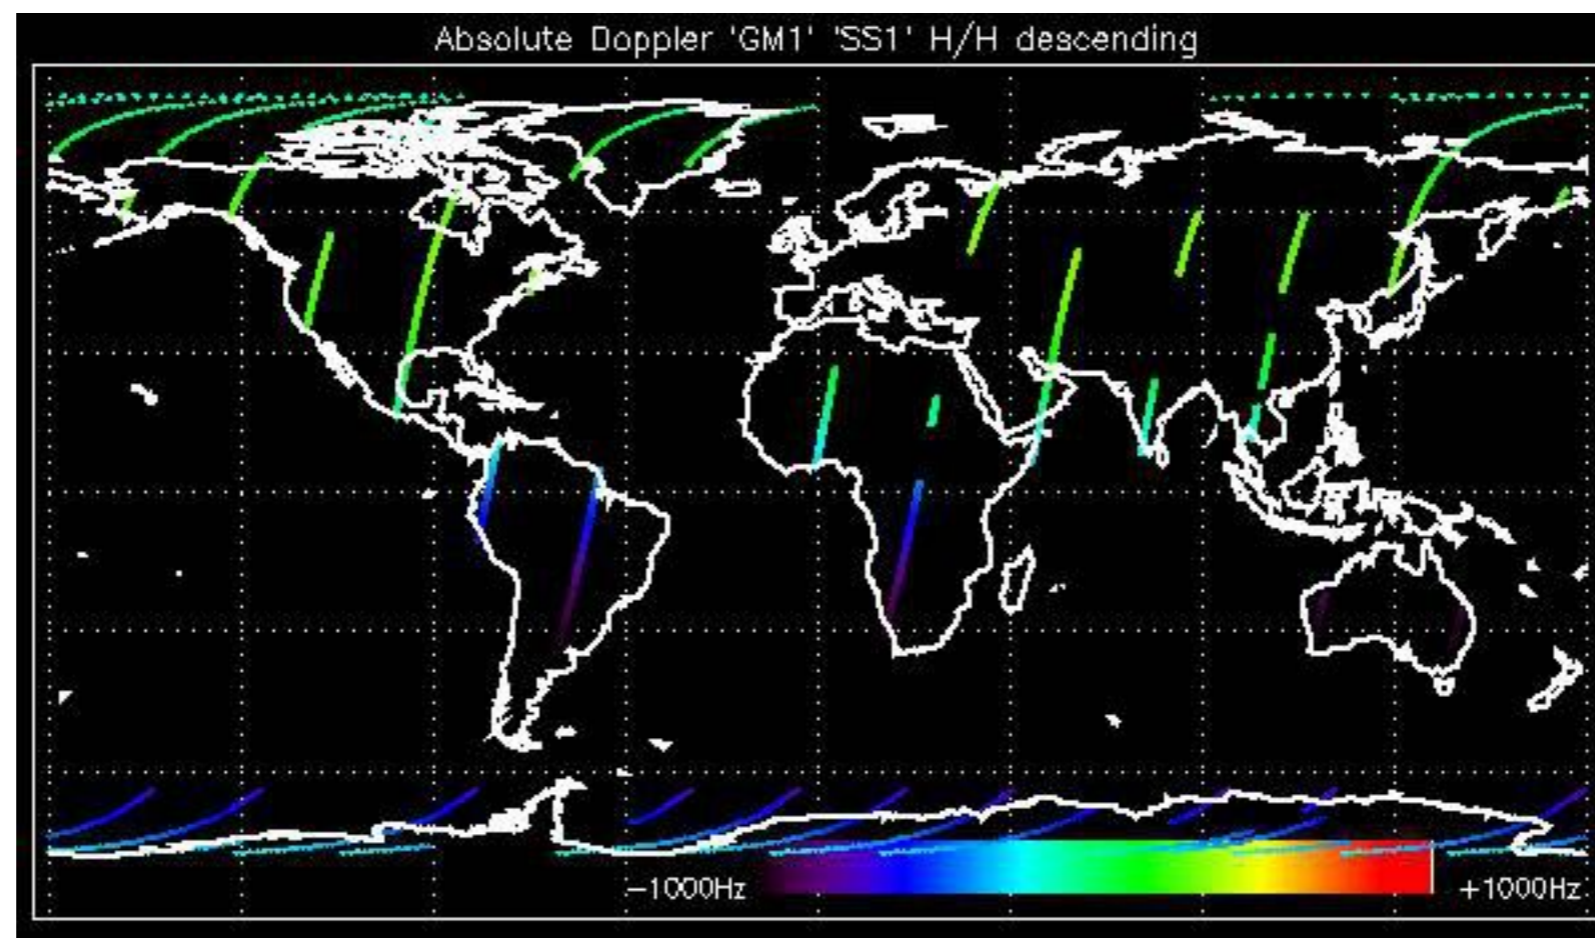 Absolute Doppler 'GM1' 'SS1' H/H descending
-1000Hz
+1000Hz